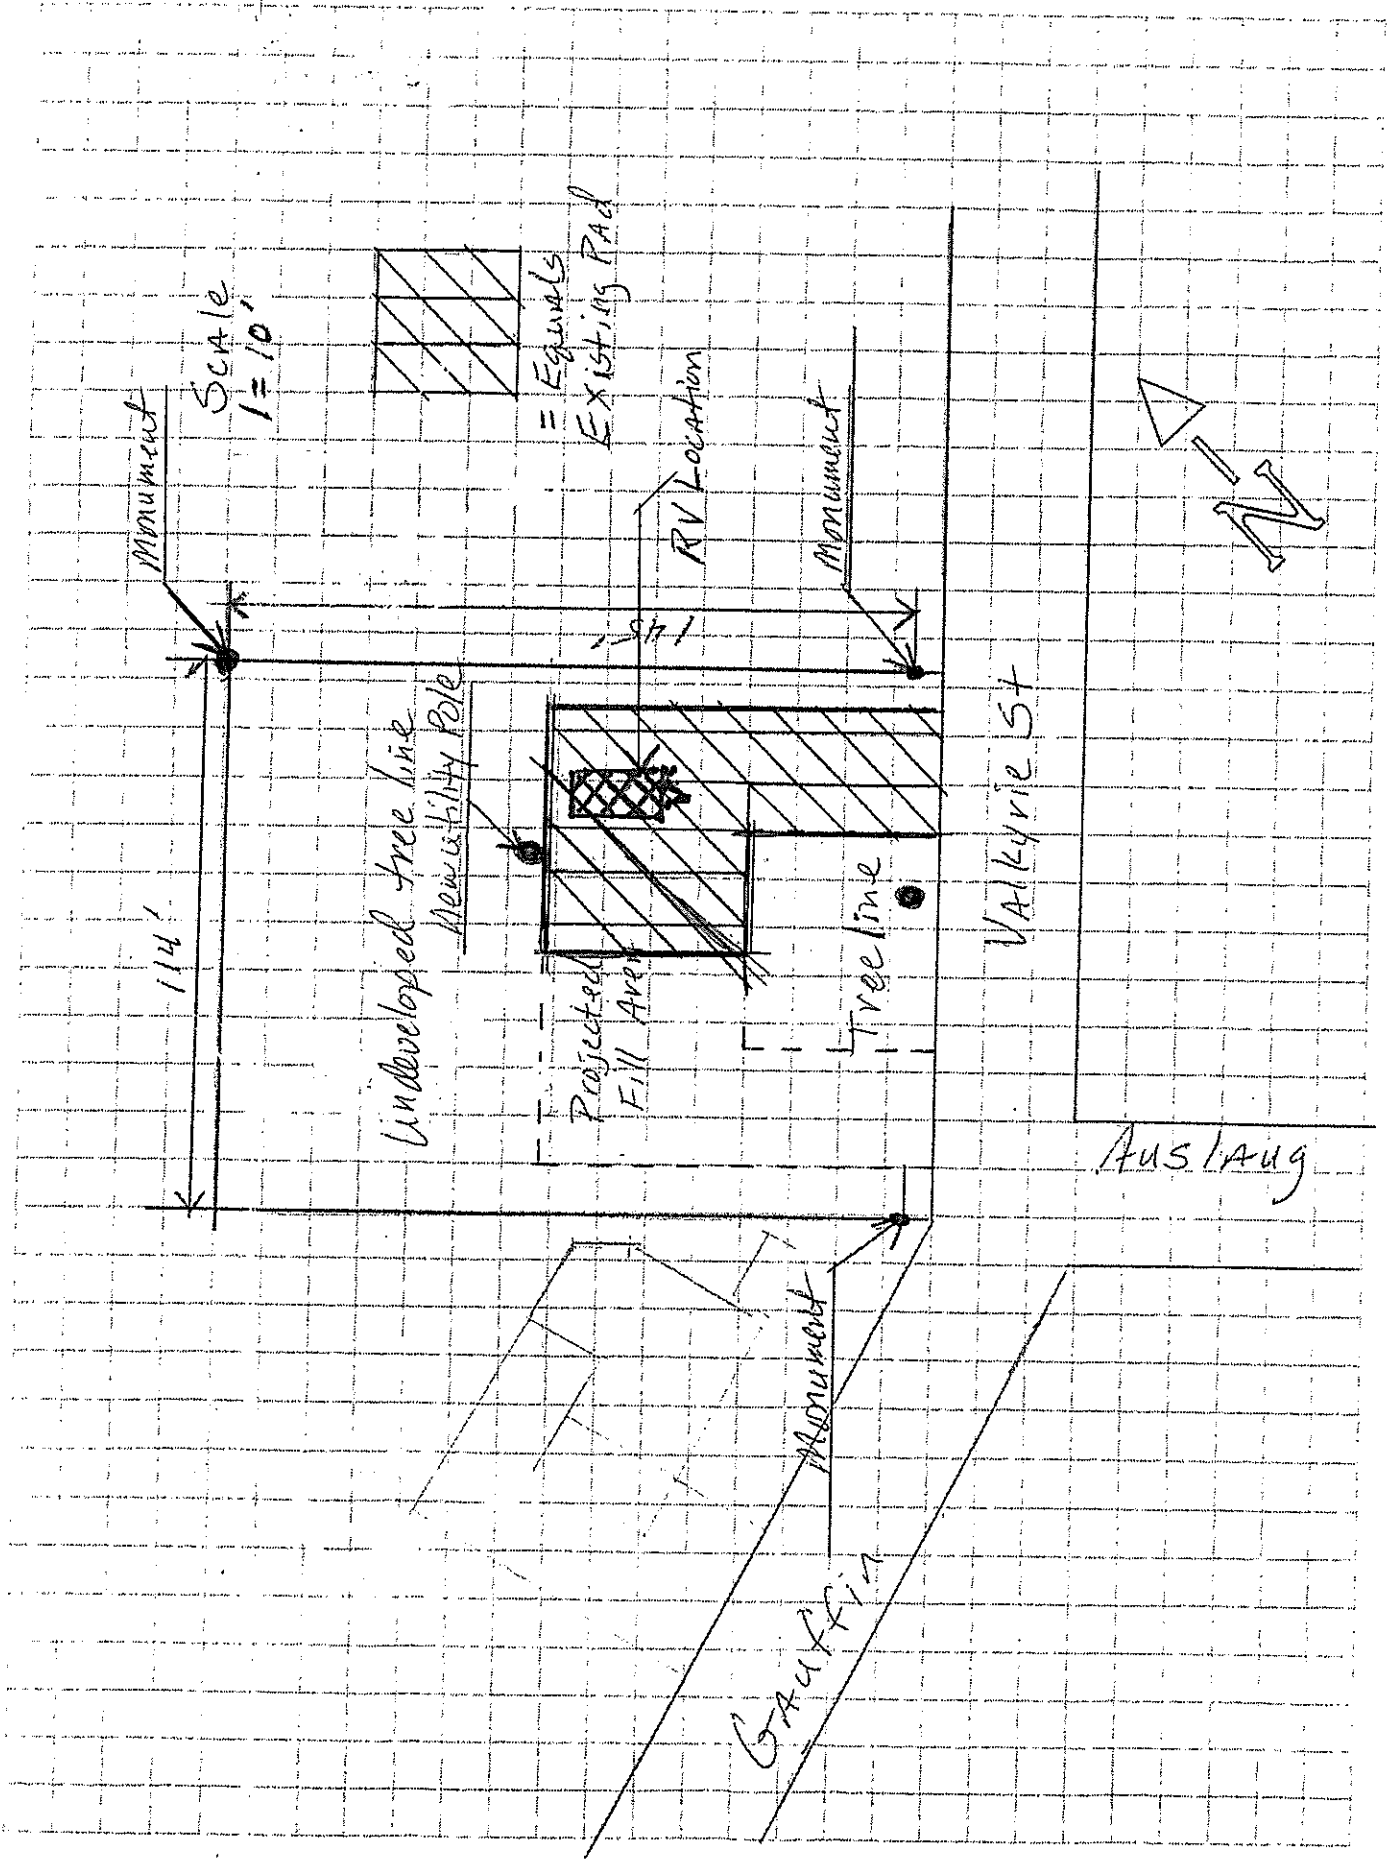 Monument
Scale
1=10'
= Equals
Existing PAd
RV Location
Monument
145'
114'
Undeveloped tree line
New utility Pole
Projected
Fill Area
Tree line
VAlkyrie St
AuslAug
Monument
GAuffin
N